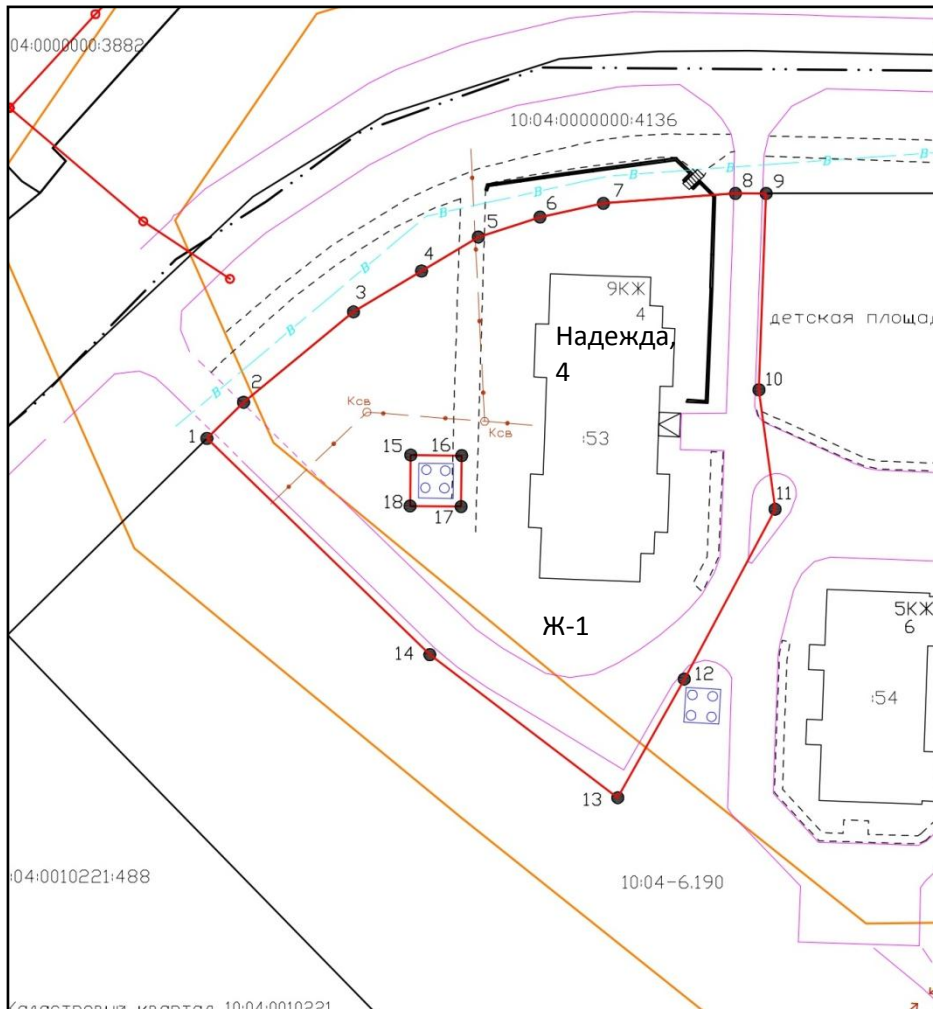 04:0000000:3882
10:04:0000000:4136
В
В
В
8
9
7
6
В
5
4
В
3
9КЖ
4
детская площад
Надежда,
4
В
10
2
В
Ксв
Ксв
1
:53
15
16
11
18
17
5КЖ
6
Ж-1
14
12
:54
13
:04:0010221:488
10:04-6.190
Кадастровый квартал 10:04:0010221